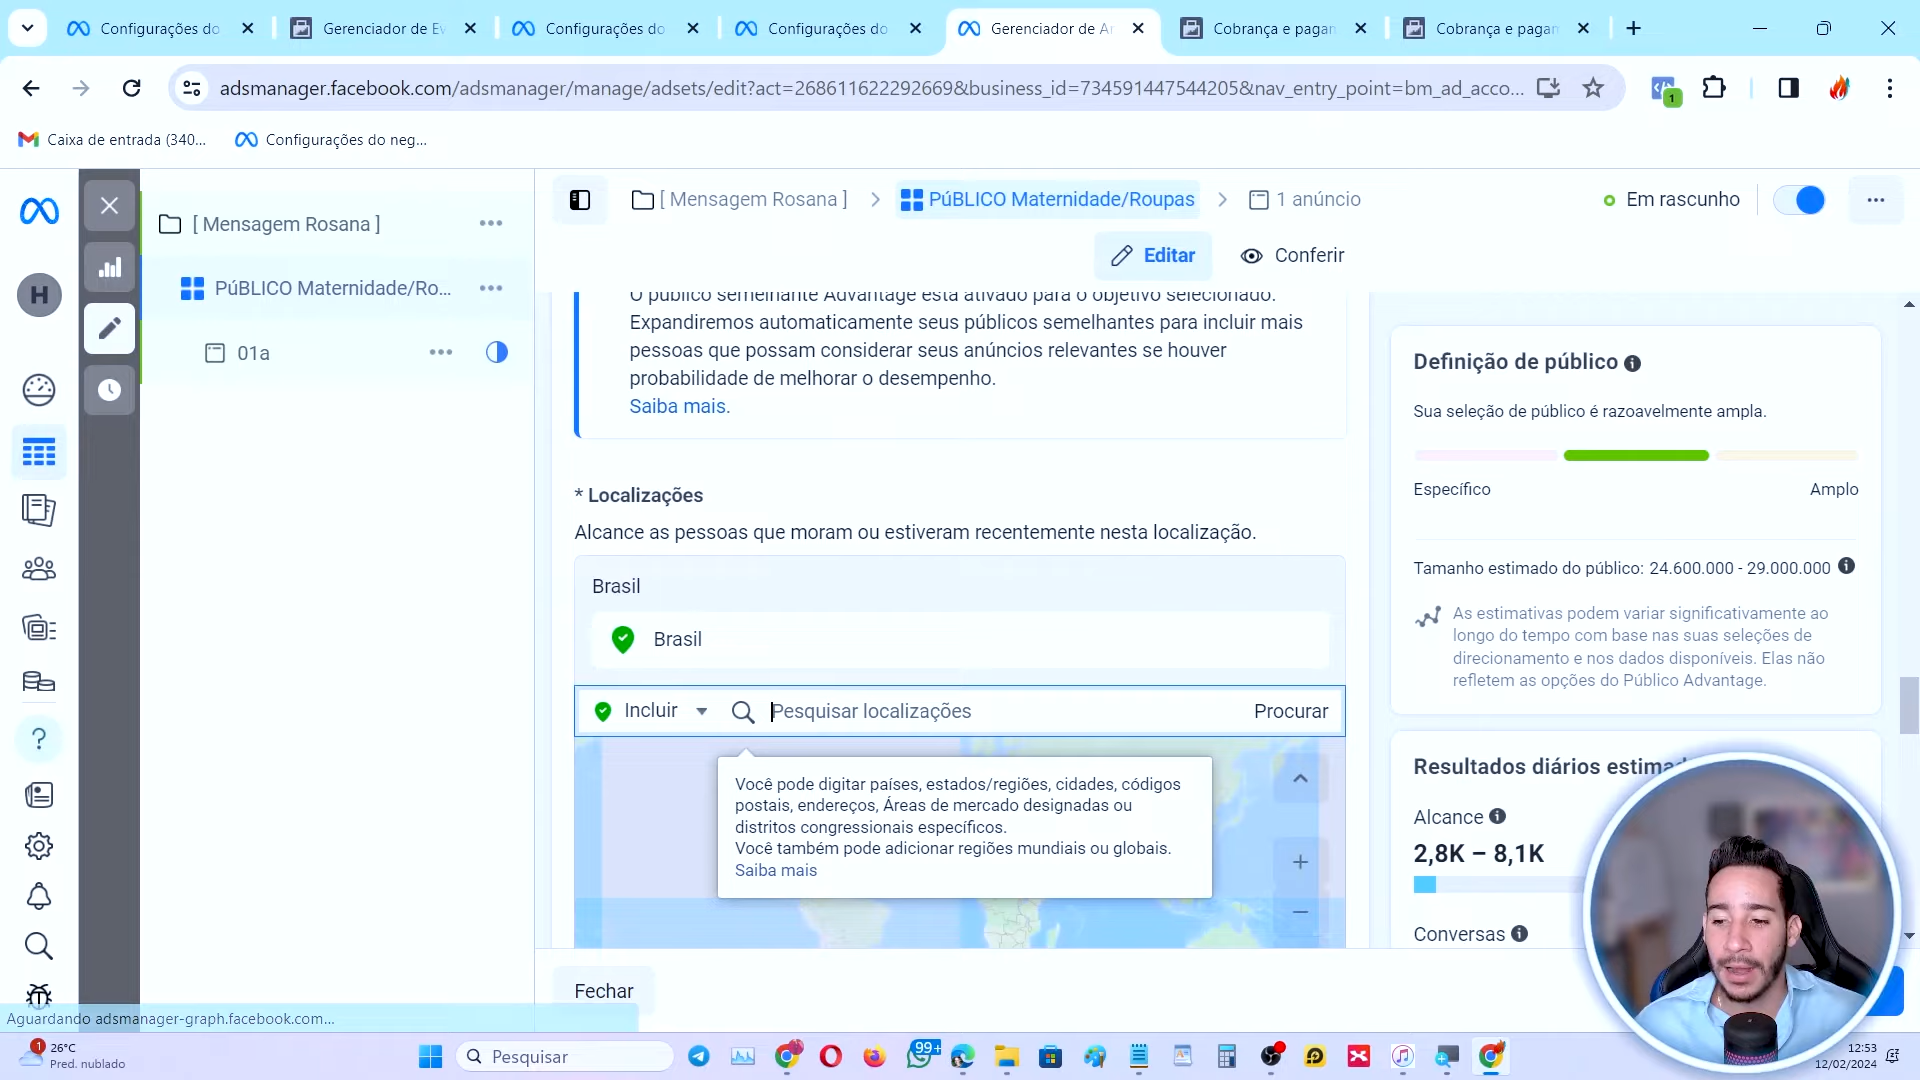 Configurações do
Gerenciador de Ev
Configurações do
Configurações do
Gerenciador de Ar
Cobrança e pagan
Cobrança e pagan
adsmanager.facebook.com/adsmanager/manage/adsets/edit?act=268611622292669&business_id=734591447544205&nav_entry_point=bm_ad_acco...
1
Caixa de entrada (340...
Configurações do neg...
[ Mensagem Rosana ]
PúBLICO Maternidade/Roupas
1 anúncio
Em rascunho
Editar
Conferir
H
[ Mensagem Rosana ]
PúBLICO Maternidade/Ro...
01a
O público semelhante Advantage está ativado para o objetivo selecionado.
Expandiremos automaticamente seus públicos semelhantes para incluir mais
pessoas que possam considerar seus anúncios relevantes se houver
probabilidade de melhorar o desempenho.
Saiba mais.
* Localizações
Alcance as pessoas que moram ou estiveram recentemente nesta localização.
Brasil
Brasil
Incluir
Pesquisar localizações
Procurar
Você pode digitar países, estados/regiões, cidades, códigos
postais, endereços, Áreas de mercado designadas ou
distritos congressionais específicos.
Você também pode adicionar regiões mundiais ou globais.
Saiba mais
Fechar
Definição de público
Sua seleção de público é razoavelmente ampla.
Específico
Amplo
Tamanho estimado do público: 24.600.000 - 29.000.000
As estimativas podem variar significativamente ao
longo do tempo com base nas suas seleções de
direcionamento e nos dados disponíveis. Elas não
refletem as opções do Público Advantage.
Resultados diários estima
Alcance
2,8K – 8,1K
Conversas
Aguardando adsmanager-graph.facebook.com...
1
26°C
Pred. nublado
Pesquisar
99+
12:53
12/02/2024